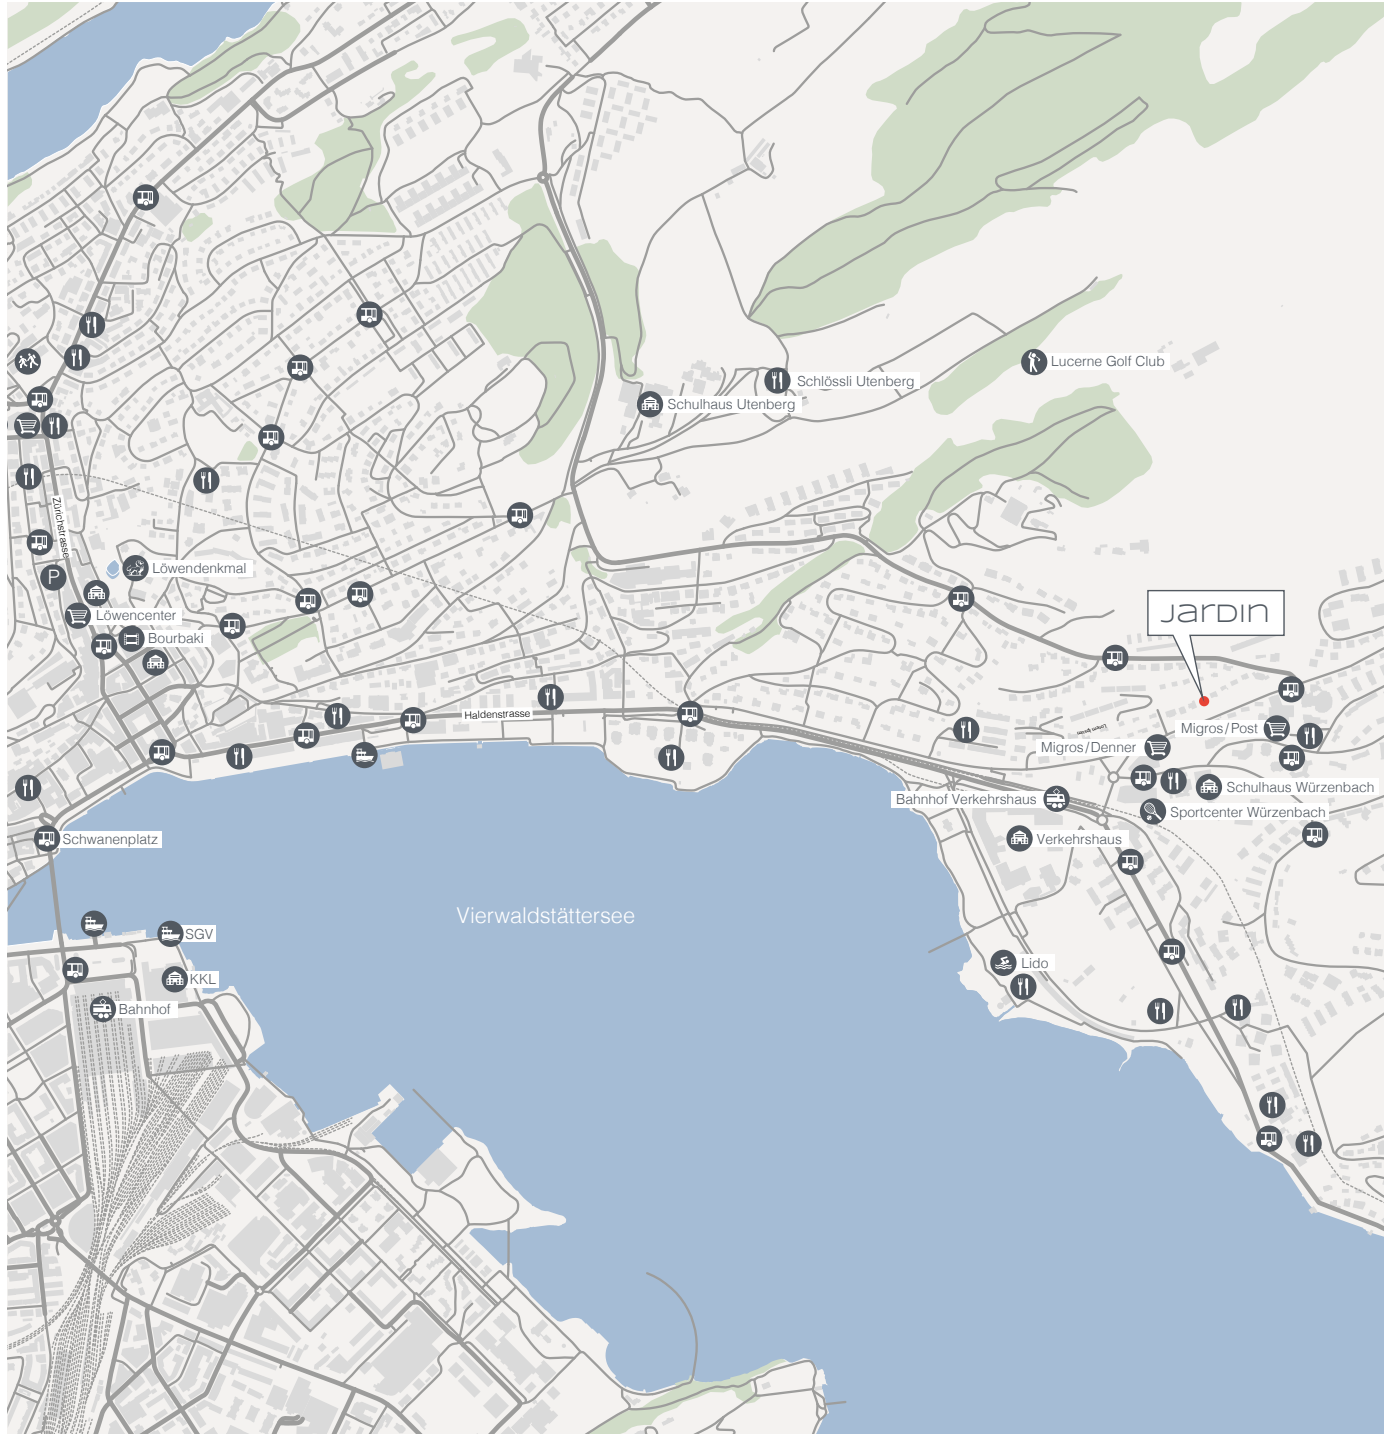 Lucerne Golf Club
Schlössli Utenberg
Schulhaus Utenberg
Zürichstrasse
P
Löwendenkmal
Löwencenter
Bourbaki
JARDIN
Haldenstrasse
Migros/Post
Migros/Denner
Schulhaus Würzenbach
Bahnhof Verkehrshaus
Sportcenter Würzenbach
Schwanenplatz
Verkehrshaus
Vierwaldstättersee
SGV
Lido
KKL
Bahnhof